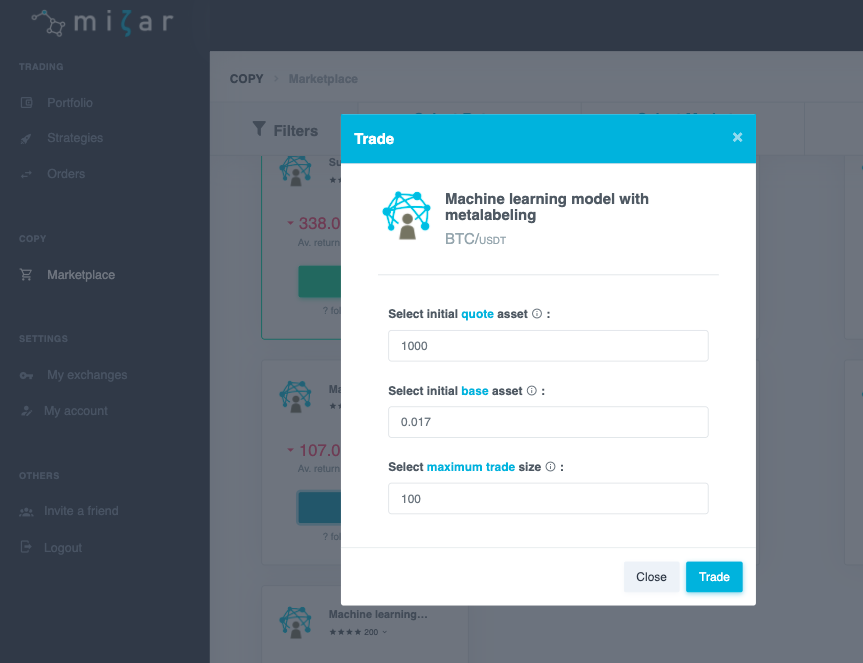 mizar
TRADING
Portfolio
Strategies
Orders
COPY
Marketplace
SETTINGS
My exchanges
My account
OTHERS
Invite a friend
Logout
COPY > Marketplace
Filters
338.0
Av. return
? fol
107.0
Av. return
? fol
Machine learning...
★★★★ 200
Trade
×
Machine learning model with
metalabeling
BTC/USDT
Select initial quote asset :
1000
Select initial base asset :
0.017
Select maximum trade size :
100
Close
Trade